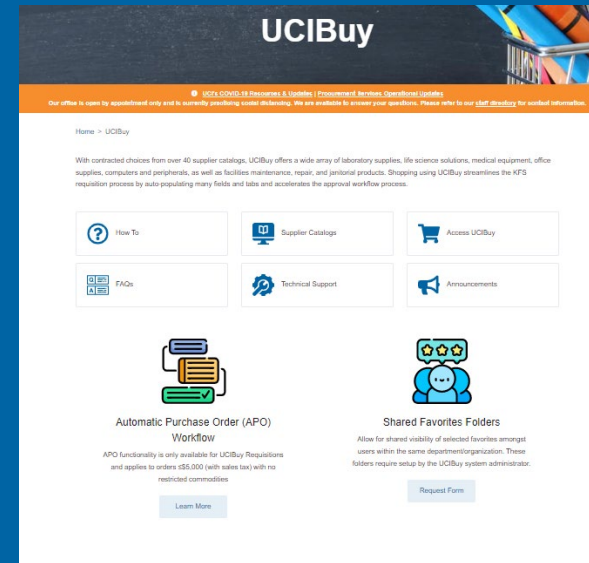 UCIBuy
UCI's COVID-19 Resources & Updates | Procurement Services Operational Updates
Our office is open by appointment only and is currently practicing social distancing. We are available to answer your questions. Please refer to our staff directory for contact information.
Home > UCIBuy
With contracted choices from over 40 supplier catalogs, UCIBuy offers a wide array of laboratory supplies, life science solutions, medical equipment, office
supplies, computers and peripherals, as well as facilities maintenance, repair, and janitorial products. Shopping using UCIBuy streamlines the KFS
requisition process by auto-populating many fields and tabs and accelerates the approval workflow process.
How To
Supplier Catalogs
Access UCIBuy
Q
A
FAQs
Technical Support
Announcements
Automatic Purchase Order (APO)
Workflow
APO functionality is only available for UCIBuy Requisitions
and applies to orders ≤$5,000 (with sales tax) with no
restricted commodities
Learn More
Shared Favorites Folders
Allow for shared visibility of selected favorites amongst
users within the same department/organization. These
folders require setup by the UCIBuy system administrator.
Request Form